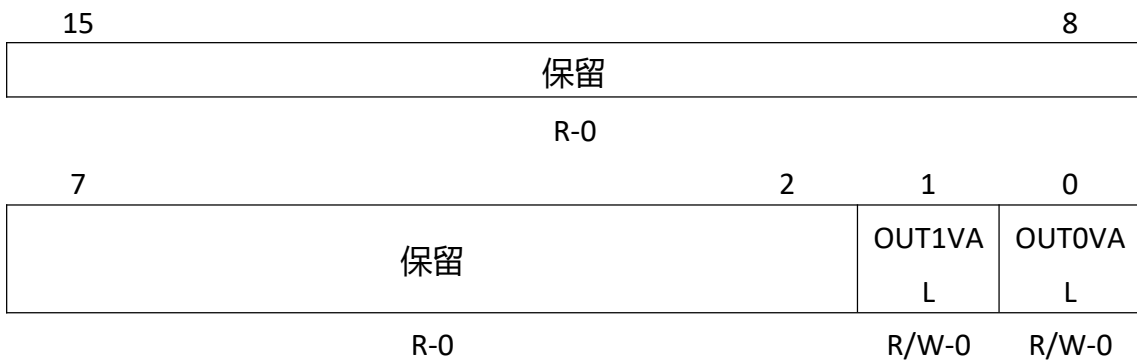 15 8
保留
R-0
7 2 1 0
保留 OUT1VA OUT0VA
L L
R-0 R/W-0 R/W-0